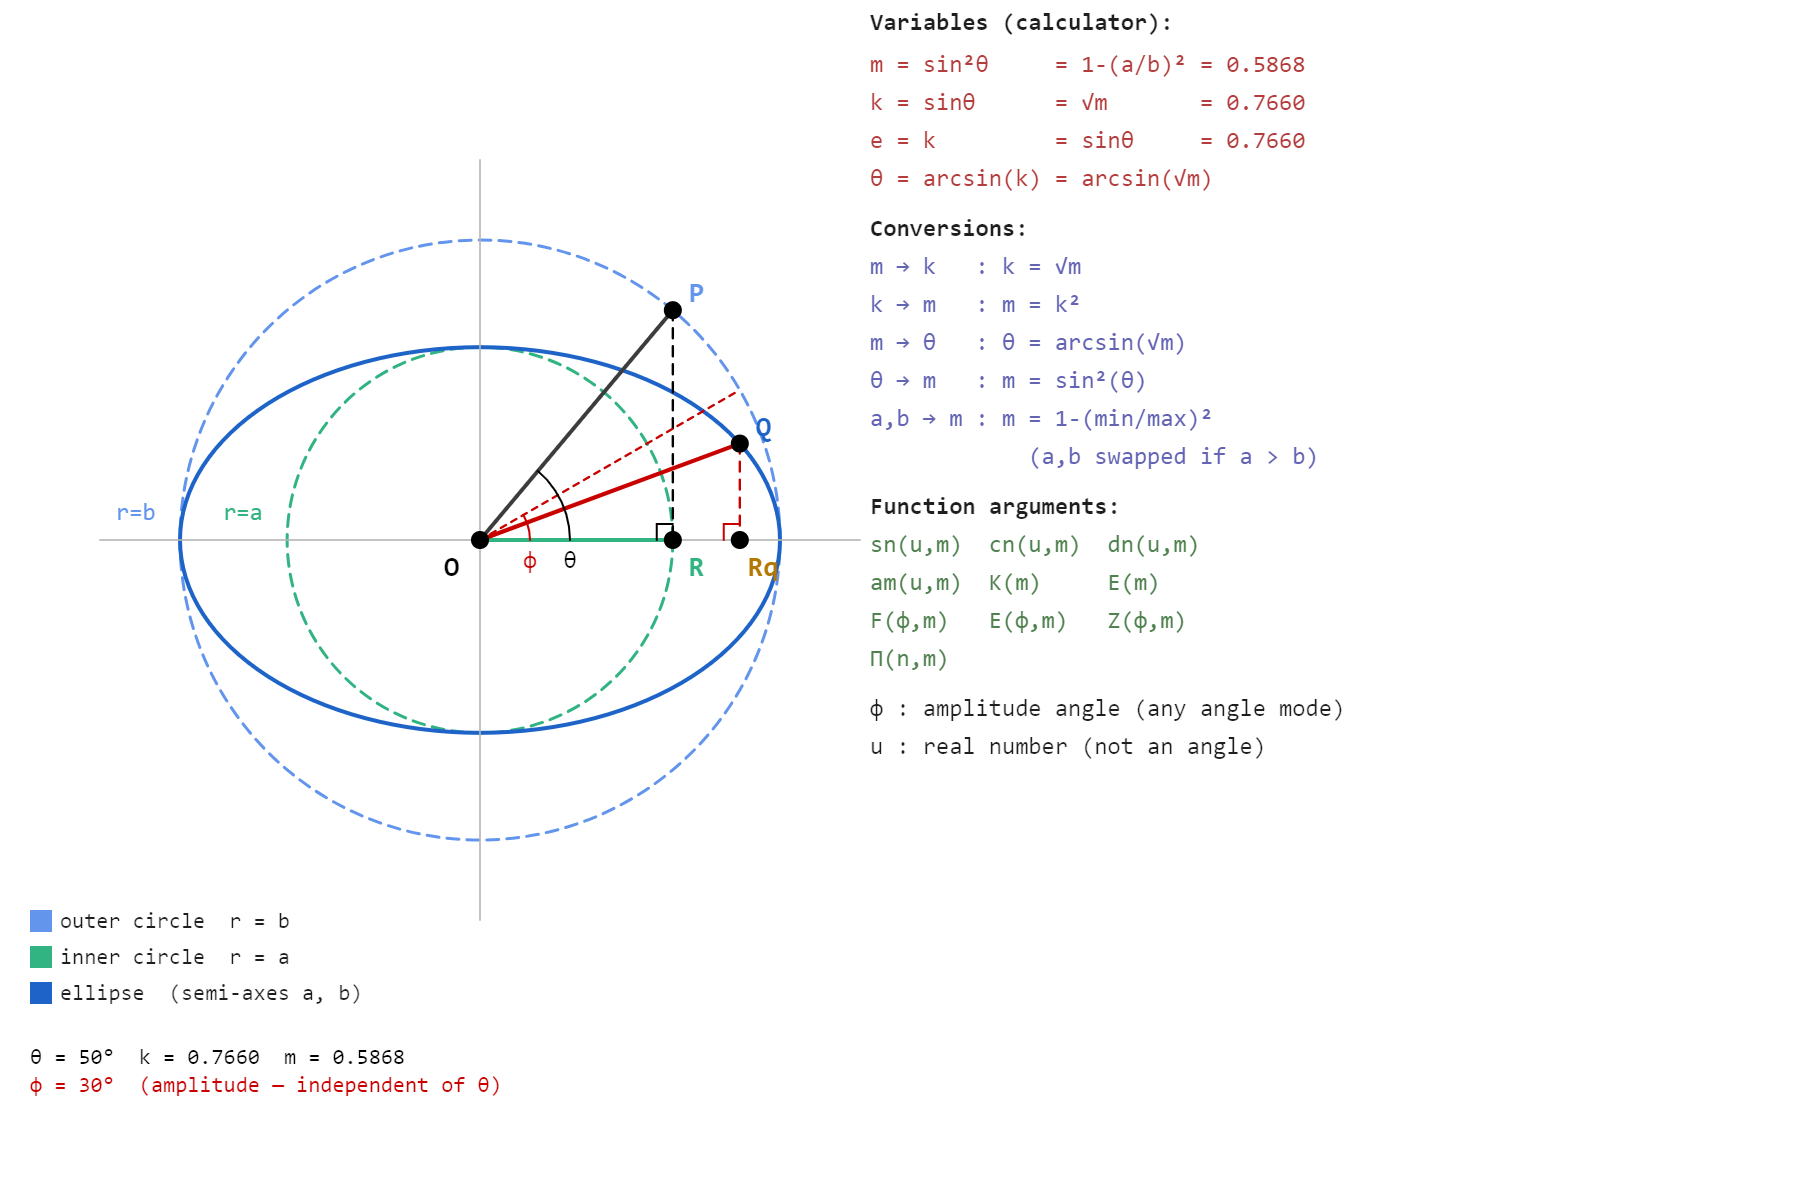 Variables (calculator):
m = sin²θ     = 1-(a/b)² = 0.5868
k = sinθ      = √m       = 0.7660
e = k         = sinθ     = 0.7660
θ = arcsin(k) = arcsin(√m)
Conversions:
m → k   : k = √m
k → m   : m = k²
m → θ   : θ = arcsin(√m)
θ → m   : m = sin²(θ)
a,b → m : m = 1-(min/max)²
(a,b swapped if a > b)
Function arguments:
sn(u,m)  cn(u,m)  dn(u,m)
am(u,m)  K(m)     E(m)
F(ϕ,m)   E(ϕ,m)   Z(ϕ,m)
Π(n,m)
ϕ : amplitude angle (any angle mode)
u : real number (not an angle)
P
Q
r=b
r=a
O
ϕ
θ
R
Rq
outer circle  r = b
inner circle  r = a
ellipse  (semi-axes a, b)
θ = 50°  k = 0.7660  m = 0.5868
ϕ = 30°  (amplitude — independent of θ)